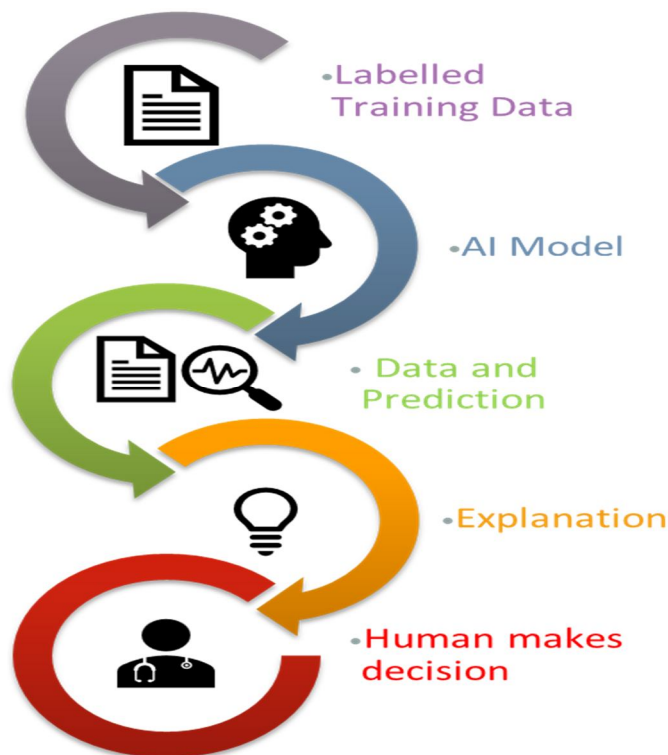 •Labelled
Training Data
•AI Model
• Data and
Prediction
•Explanation
•Human makes
decision